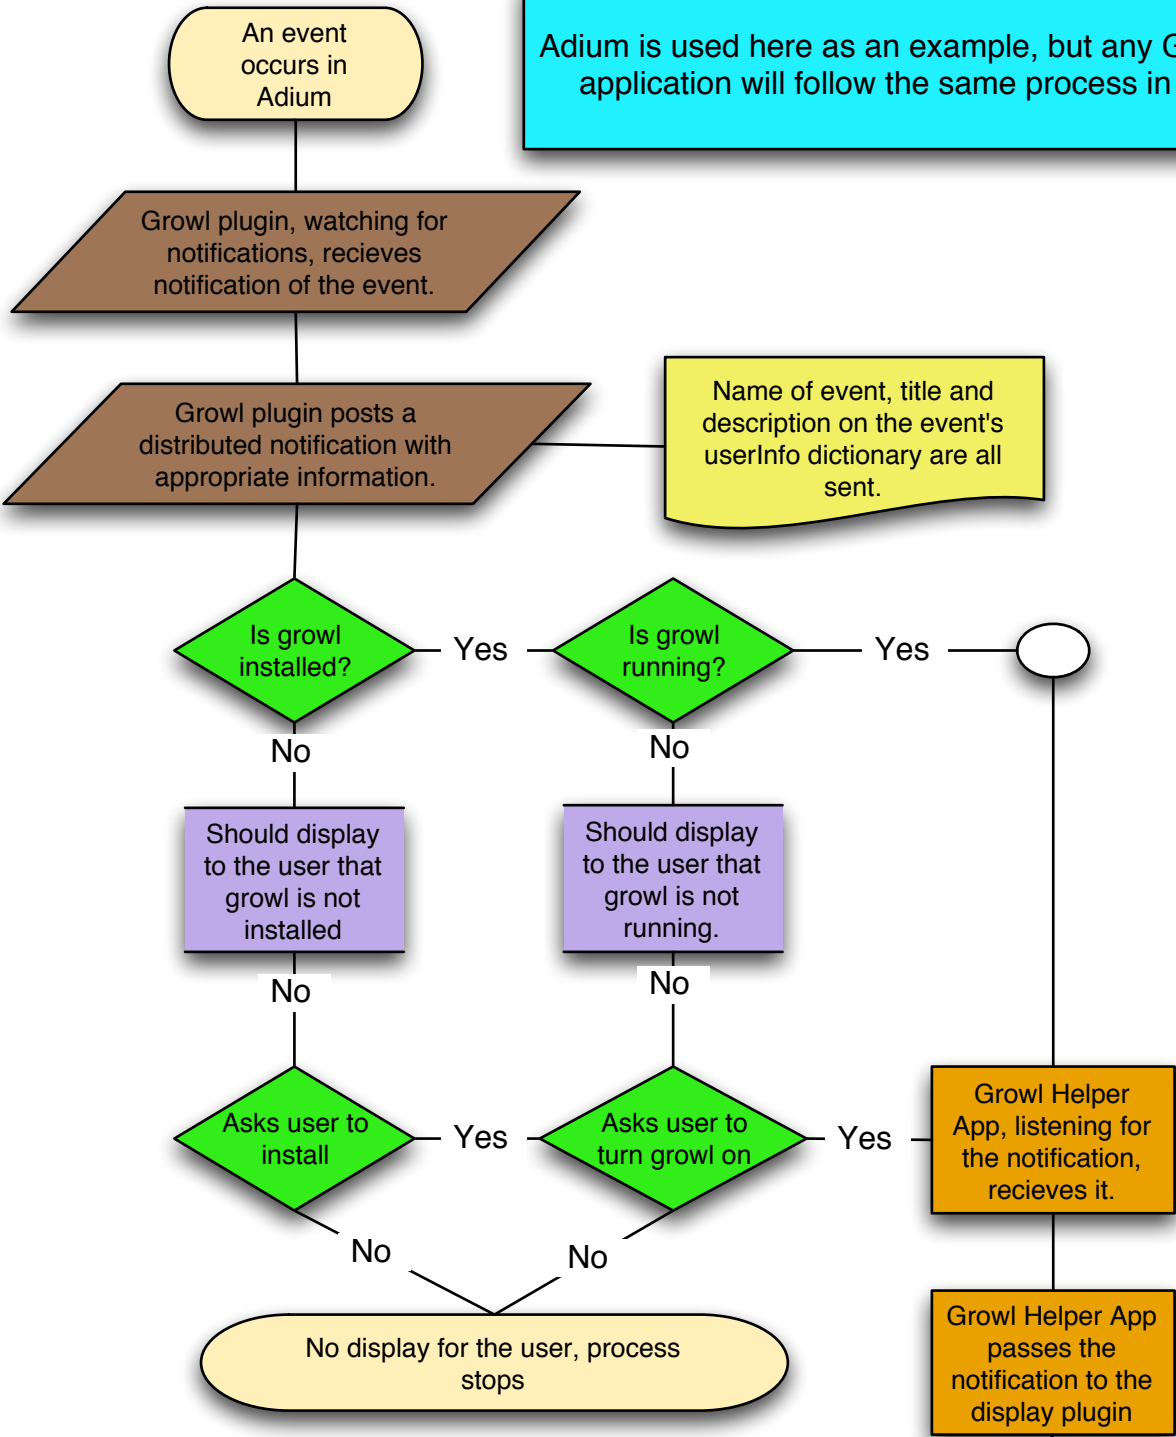 An event
occurs in
Adium
Adium is used here as an example, but any
application will follow the same process in
Growl plugin, watching for
notifications, recieves
notification of the event.
Growl plugin posts a
distributed notification with
appropriate information.
Name of event, title and
description on the event's
userInfo dictionary are all
sent.
Is growl
installed?
Yes
Is growl
running?
Yes
No
No
Should display
to the user that
growl is not
installed
Should display
to the user that
growl is not
running.
No
No
Asks user to
install
Yes
Asks user to
turn growl on
Yes
Growl Helper
App, listening for
the notification,
recieves it.
No
No
No display for the user, process
stops
Growl Helper App
passes the
notification to the
display plugin